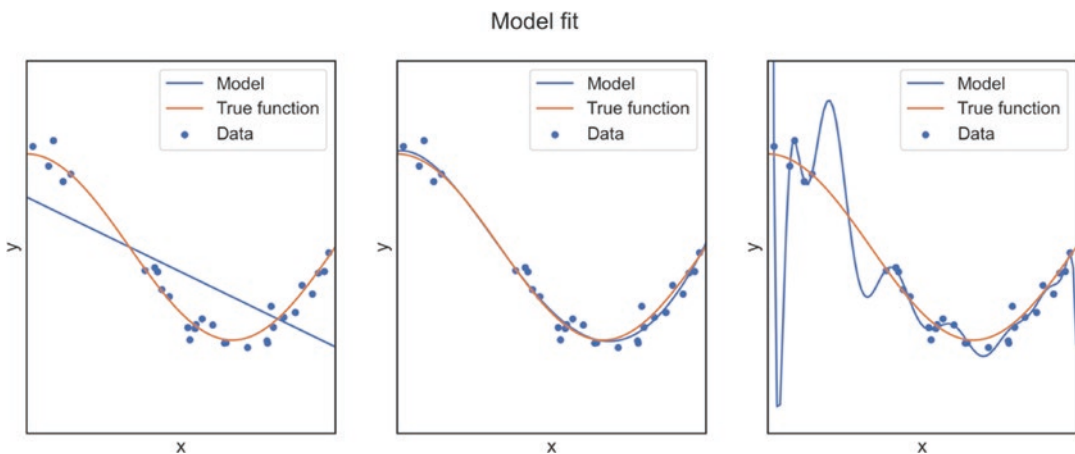 Model fit
Model
True function
Data
y
x
Model
True function
Data
y
x
Model
True function
Data
y
x